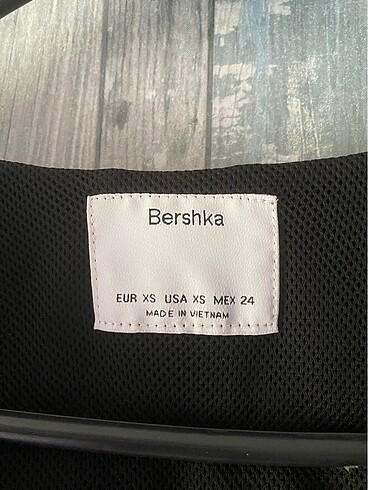 Bershka
EUR XS USA XS MEX 24
MADE IN VIETNAM